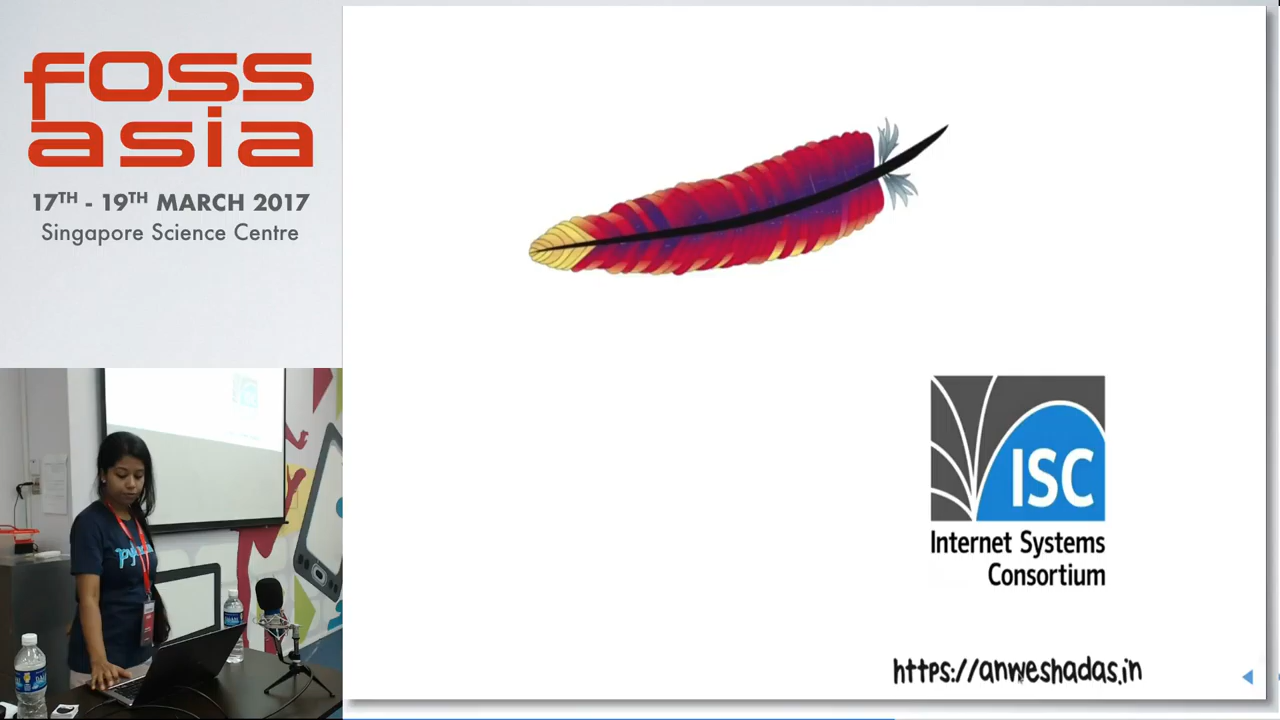 foss
asia
17TH - 19TH MARCH 2017
Singapore Science Centre
ISC
Internet Systems
Consortium
https://anweshadas.in